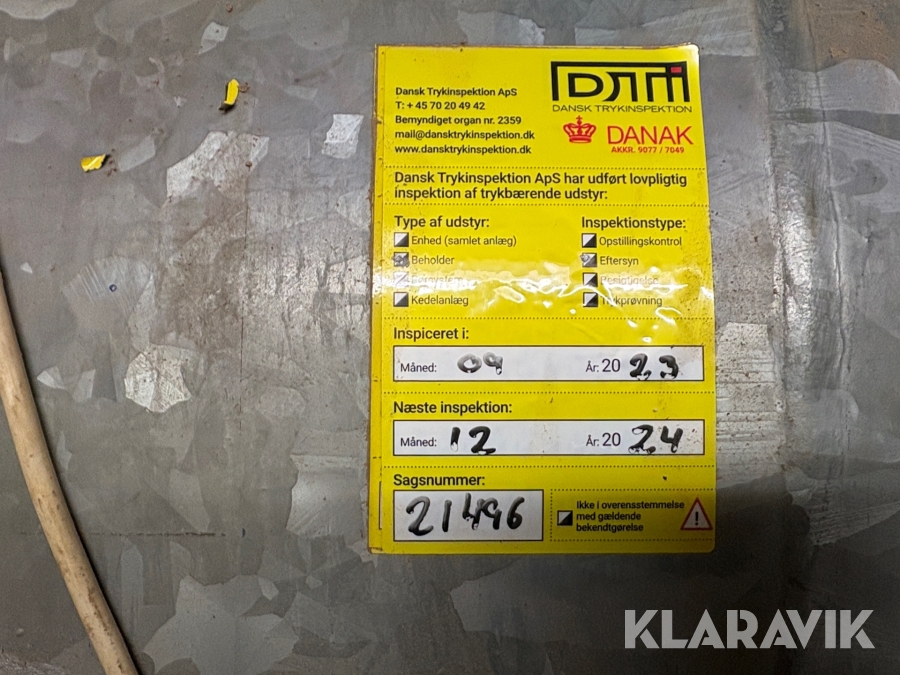 Dansk Trykinspektion ApS
T: + 45 70 20 49 42
Bemyndiget organ nr. 2359
mail@dansktrykinspektion.dk
www.dansktrykinspektion.dk
DTI
DANSK TRYKINSPEKTION
DANAK
AKKR. 9077 / 7049
Dansk Trykinspektion ApS har udført lovpligtig
inspektion af trykbærende udstyr:
Type af udstyr:
Enhed (samlet anlæg)
Beholder
Rørsystem
Kedelanlæg
Inspektionstype:
Opstillingskontrol
Eftersyn
Trykprøvning
Inspiceret i:
Måned: 09 År: 20 23
Næste inspektion:
Måned: 12 År: 20 24
Sagsnummer:
21496
Ikke i overensstemmelse
med gældende
bekendtgørelse
!
KLARAVIK